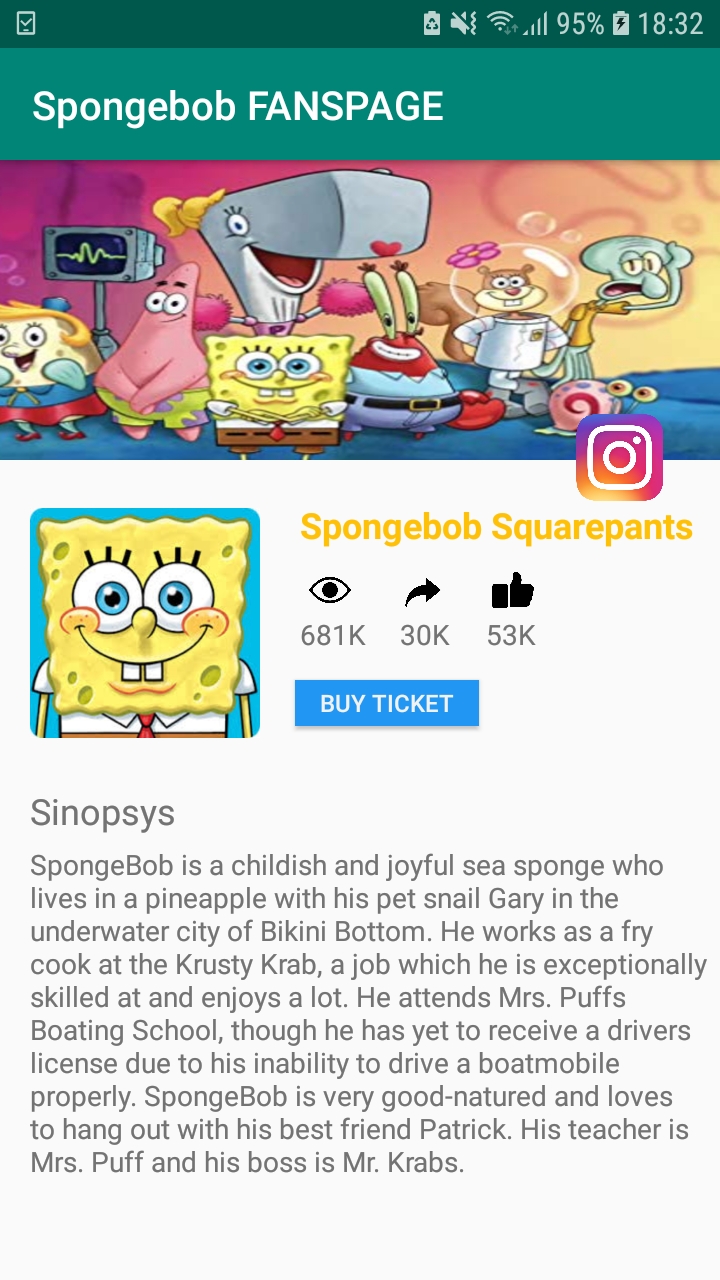 95% 18:32
Spongebob FANSPAGE
P
Spongebob Squarepants
681K 30K 53K
BUY TICKET
Sinopsys
SpongeBob is a childish and joyful sea sponge who
lives in a pineapple with his pet snail Gary in the
underwater city of Bikini Bottom. He works as a fry
cook at the Krusty Krab, a job which he is exceptionally
skilled at and enjoys a lot. He attends Mrs. Puffs
Boating School, though he has yet to receive a drivers
license due to his inability to drive a boatmobile
properly. SpongeBob is very good-natured and loves
to hang out with his best friend Patrick. His teacher is
Mrs. Puff and his boss is Mr. Krabs.